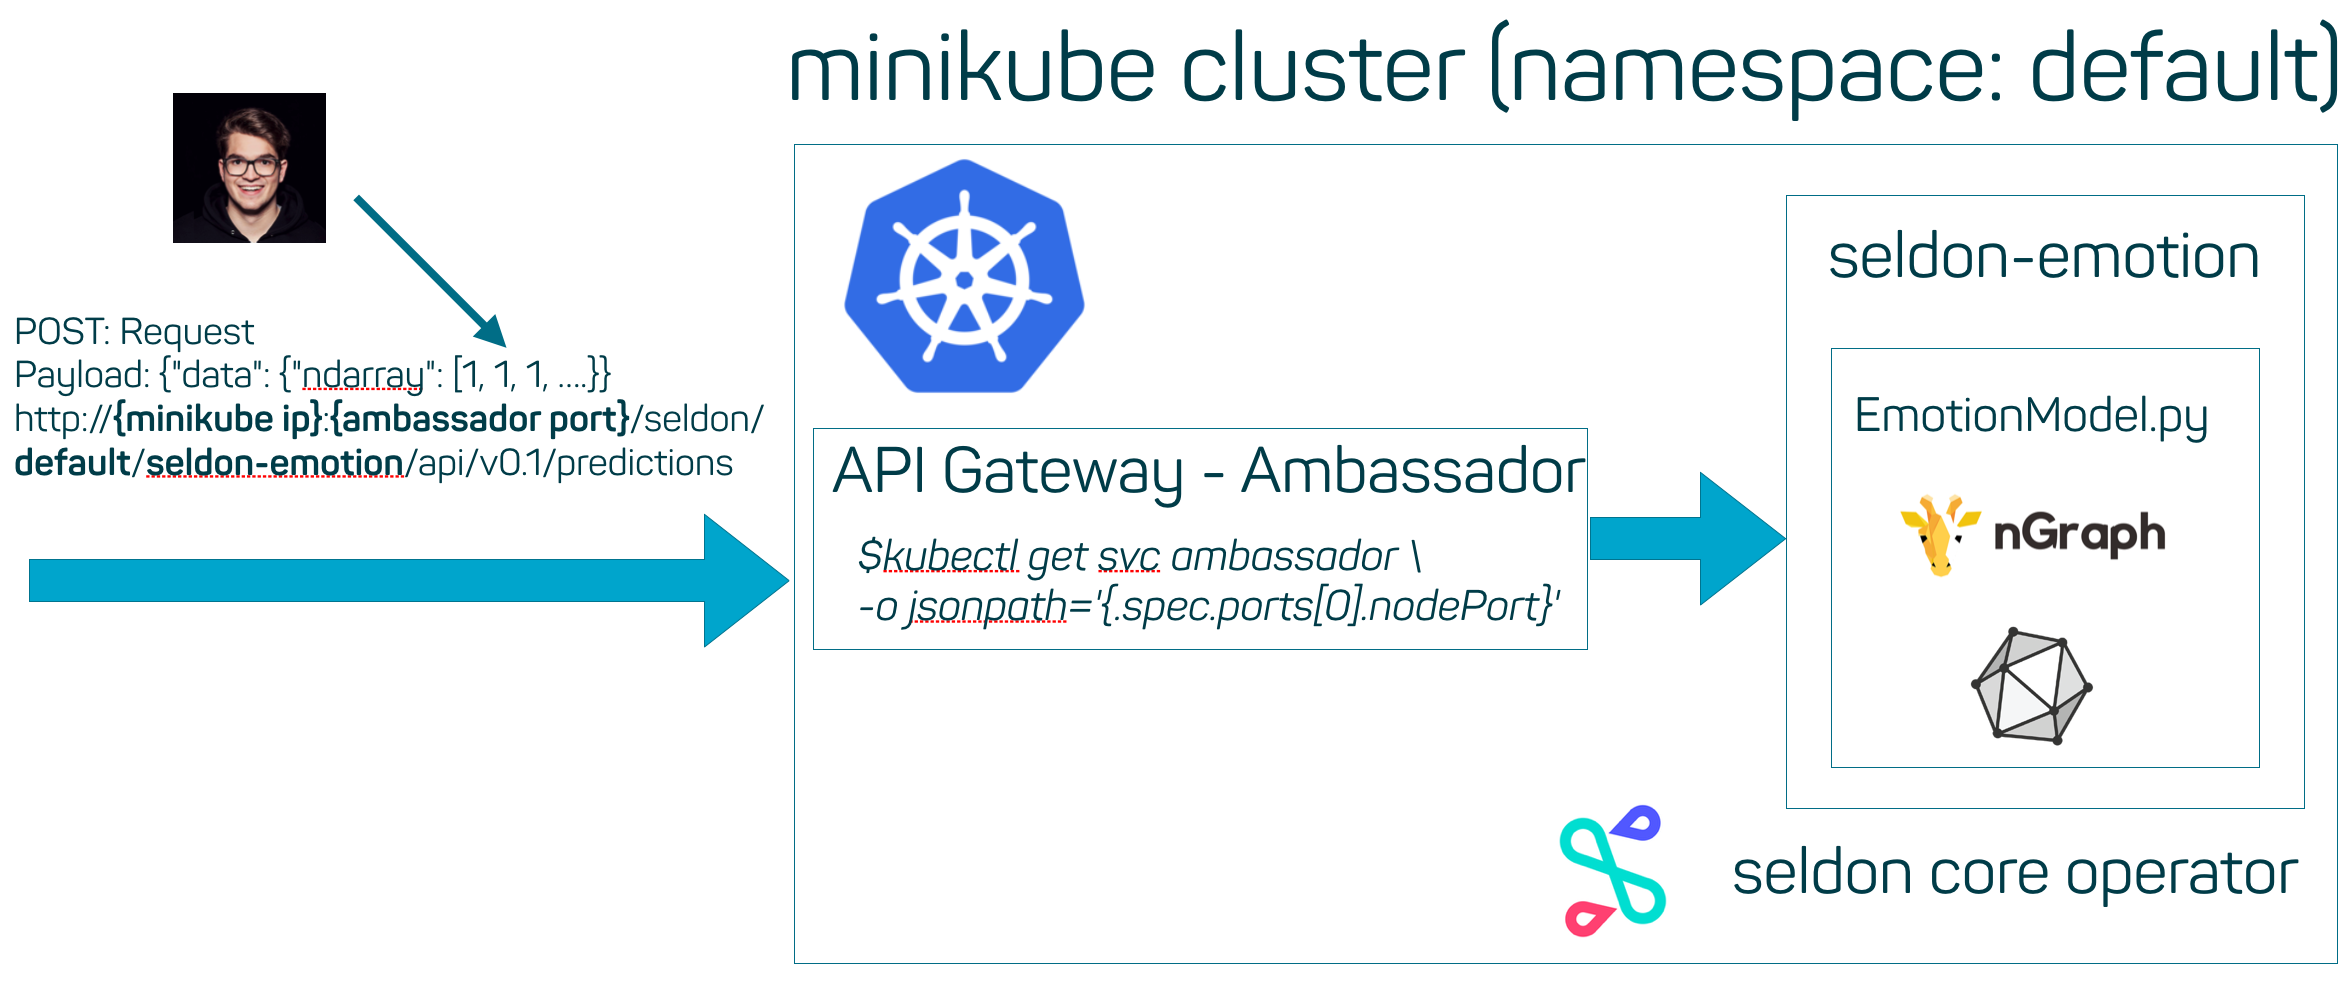 minikube cluster (namespace: default)
POST: Request
Payload: {"data": {"ndarray": [1, 1, 1, ....}}
http://{minikube ip}:{ambassador port}/seldon/
default/seldon-emotion/api/v0.1/predictions
API Gateway - Ambassador
$kubectl get svc ambassador \
-o jsonpath='{.spec.ports[0].nodePort}'
seldon-emotion
EmotionModel.py
nGraph
seldon core operator